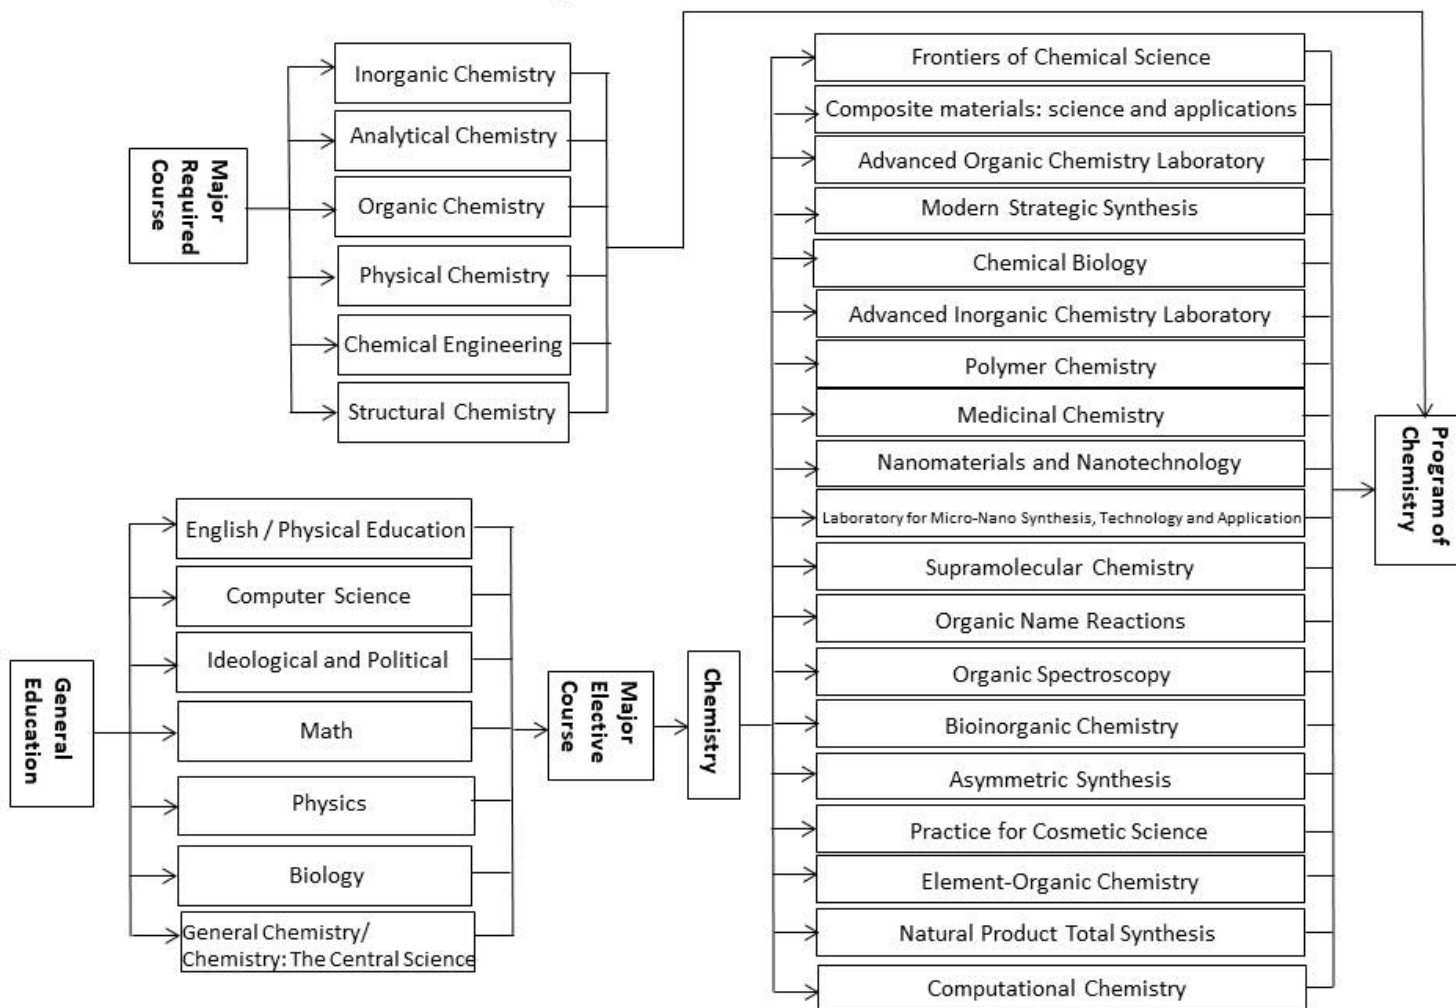 Major
Required
Course
Inorganic Chemistry
Analytical Chemistry
Organic Chemistry
Physical Chemistry
Chemical Engineering
Structural Chemistry
General
Education
English / Physical Education
Computer Science
Ideological and Political
Math
Physics
Biology
General Chemistry/
Chemistry: The Central Science
Major
Elective
Course
Chemistry
Frontiers of Chemical Science
Composite materials: science and applications
Advanced Organic Chemistry Laboratory
Modern Strategic Synthesis
Chemical Biology
Advanced Inorganic Chemistry Laboratory
Polymer Chemistry
Medicinal Chemistry
Nanomaterials and Nanotechnology
Laboratory for Micro-Nano Synthesis, Technology and Application
Supramolecular Chemistry
Organic Name Reactions
Organic Spectroscopy
Bioinorganic Chemistry
Asymmetric Synthesis
Practice for Cosmetic Science
Element-Organic Chemistry
Natural Product Total Synthesis
Computational Chemistry
Program of
Chemistry